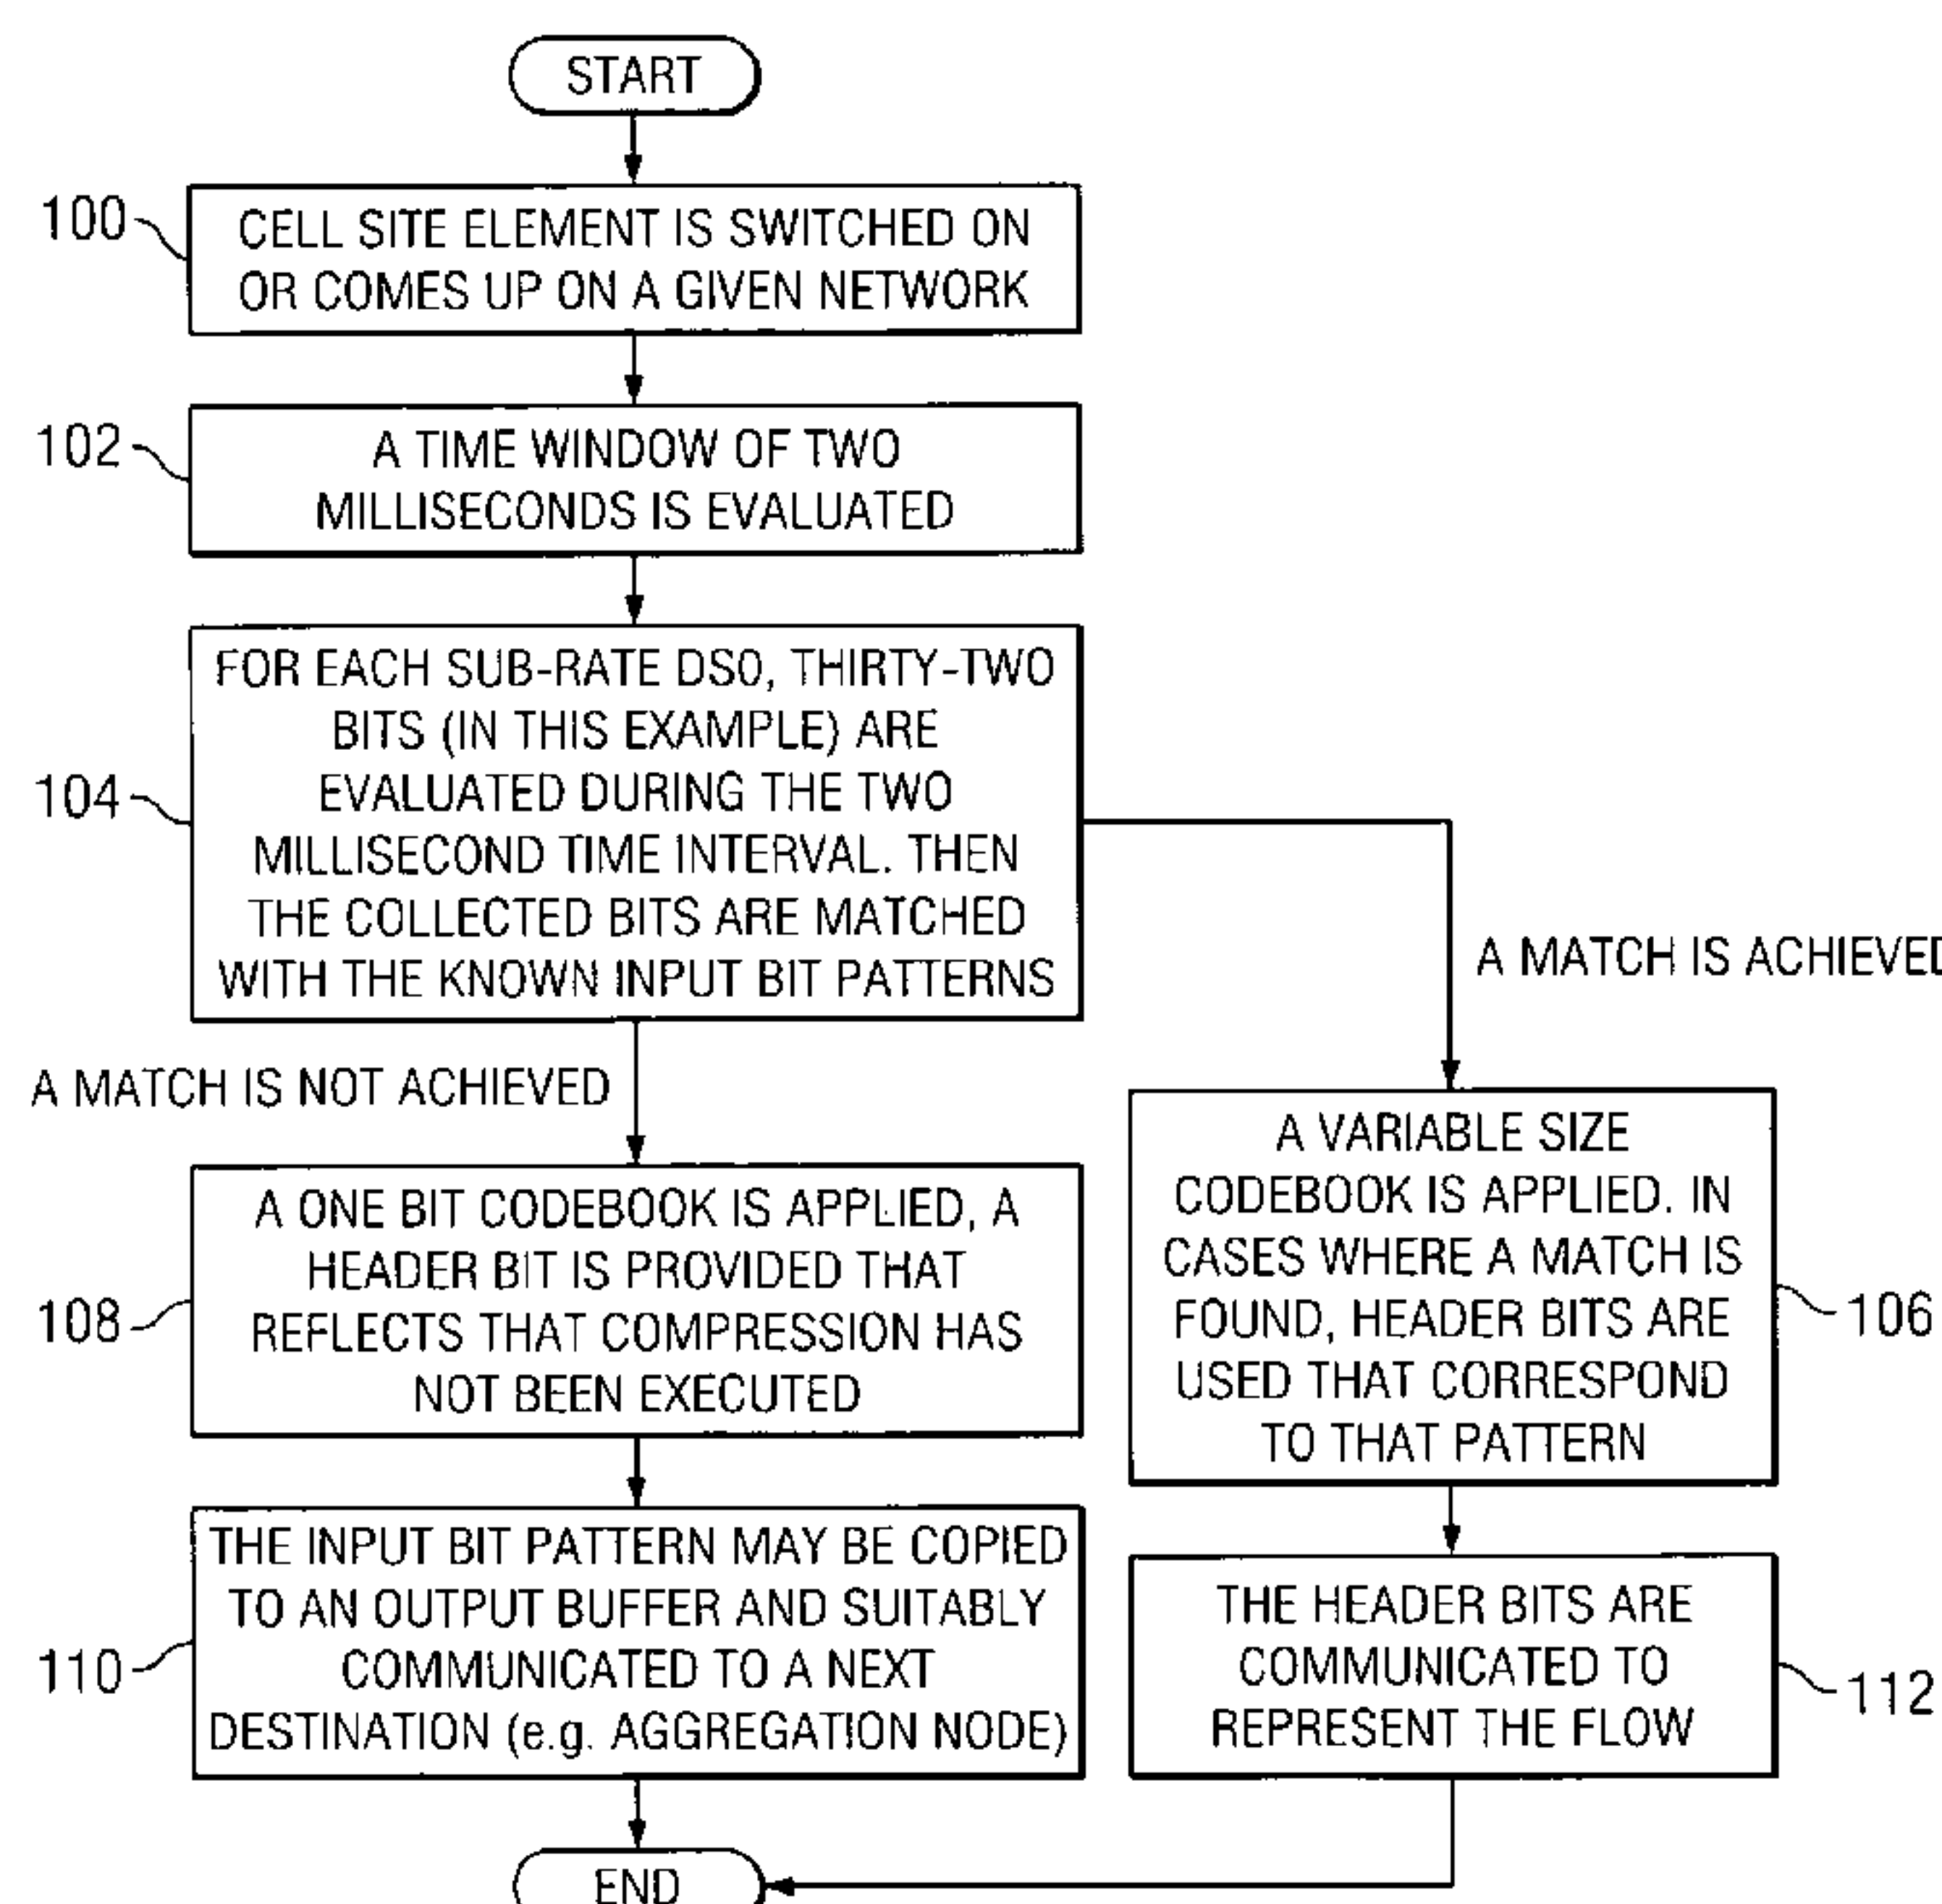 START
100
CELL SITE ELEMENT IS SWITCHED ON
OR COMES UP ON A GIVEN NETWORK
102
A TIME WINDOW OF TWO
MILLISECONDS IS EVALUATED
104
FOR EACH SUB-RATE DS0, THIRTY-TWO
BITS (IN THIS EXAMPLE) ARE
EVALUATED DURING THE TWO
MILLISECOND TIME INTERVAL. THEN
THE COLLECTED BITS ARE MATCHED
WITH THE KNOWN INPUT BIT PATTERNS
A MATCH IS ACHIEVED
A MATCH IS NOT ACHIEVED
108
A ONE BIT CODEBOOK IS APPLIED, A
HEADER BIT IS PROVIDED THAT
REFLECTS THAT COMPRESSION HAS
NOT BEEN EXECUTED
A VARIABLE SIZE
CODEBOOK IS APPLIED. IN
CASES WHERE A MATCH IS
FOUND, HEADER BITS ARE
USED THAT CORRESPOND
TO THAT PATTERN
106
110
THE INPUT BIT PATTERN MAY BE COPIED
TO AN OUTPUT BUFFER AND SUITABLY
COMMUNICATED TO A NEXT
DESTINATION (e.g. AGGREGATION NODE)
THE HEADER BITS ARE
COMMUNICATED TO
REPRESENT THE FLOW
112
END